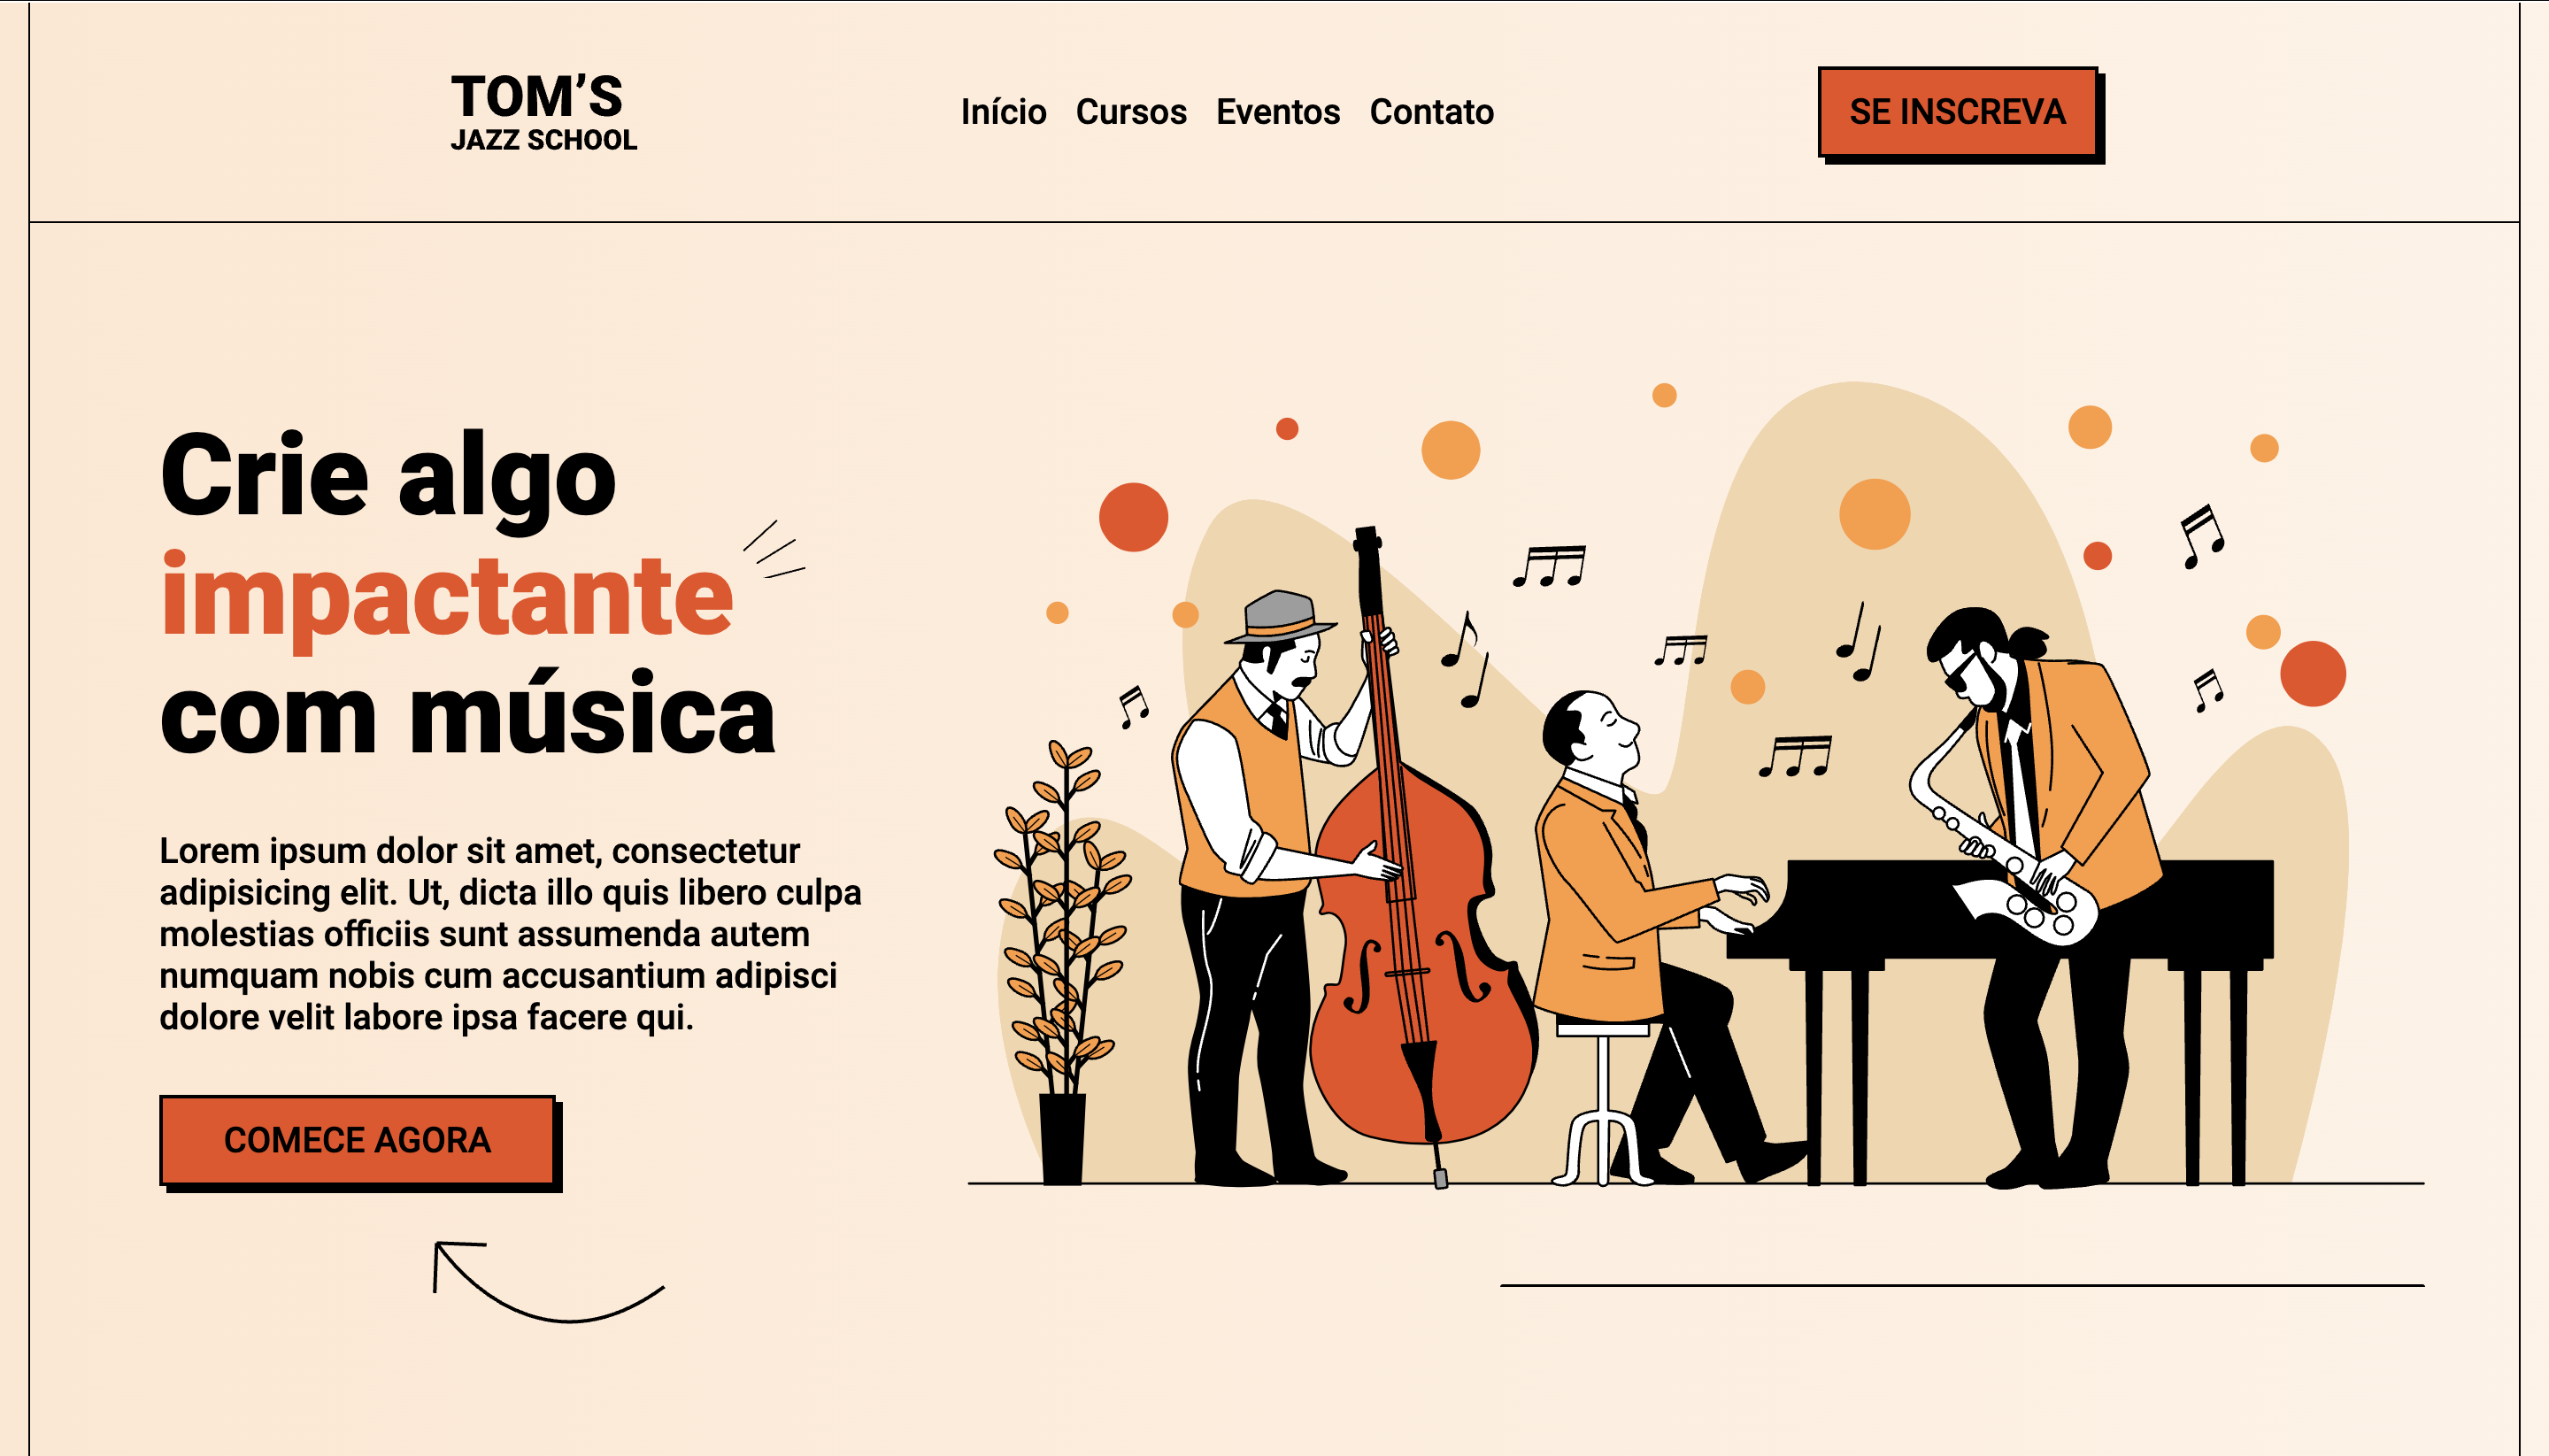 TOM’S
JAZZ SCHOOL
Início Cursos Eventos Contato
SE INSCREVA
Crie algo
impactante
com música
Lorem ipsum dolor sit amet, consectetur
adipisicing elit. Ut, dicta illo quis libero culpa
molestias officiis sunt assumenda autem
numquam nobis cum accusantium adipisci
dolore velit labore ipsa facere qui.
COMECE AGORA